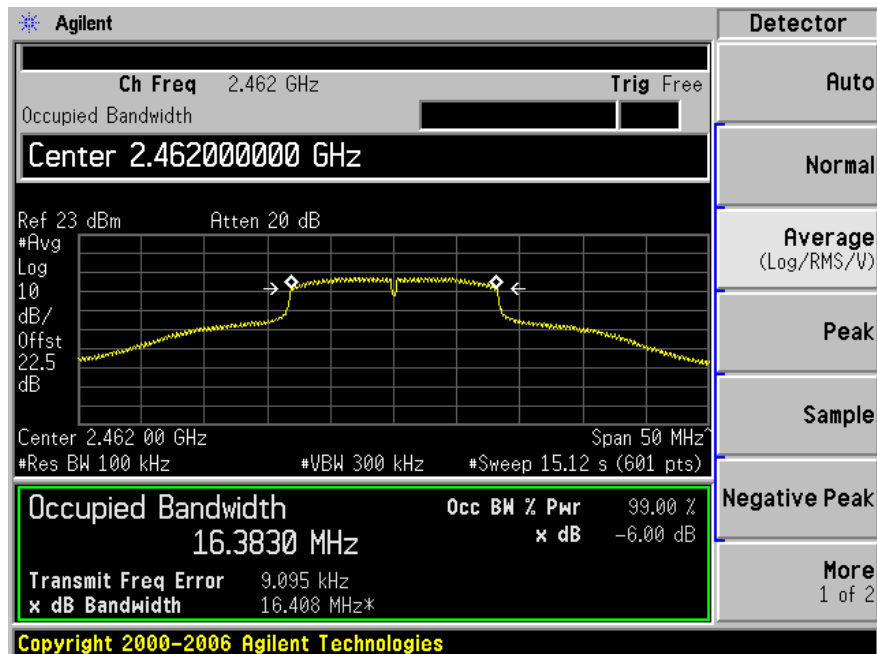 Agilent
Detector
Ch Freq 2.462 GHz Trig Free
Occupied Bandwidth
Center 2.462000000 GHz
Ref 23 dBm Atten 20 dB
#Avg
Log
10
dB/
Offst
22.5
dB
Center 2.462 00 GHz Span 50 MHz^
#Res BW 100 kHz #VBW 300 kHz #Sweep 15.12 s (601 pts)
Occupied Bandwidth Occ BW % Pwr 99.00 %
16.3830 MHz x dB -6.00 dB
Transmit Freq Error 9.095 kHz
x dB Bandwidth 16.408 MHz*
Copyright 2000-2006 Agilent Technologies
Auto
Normal
Average
(Log/RMS/V)
Peak
Sample
Negative Peak
More
1 of 2